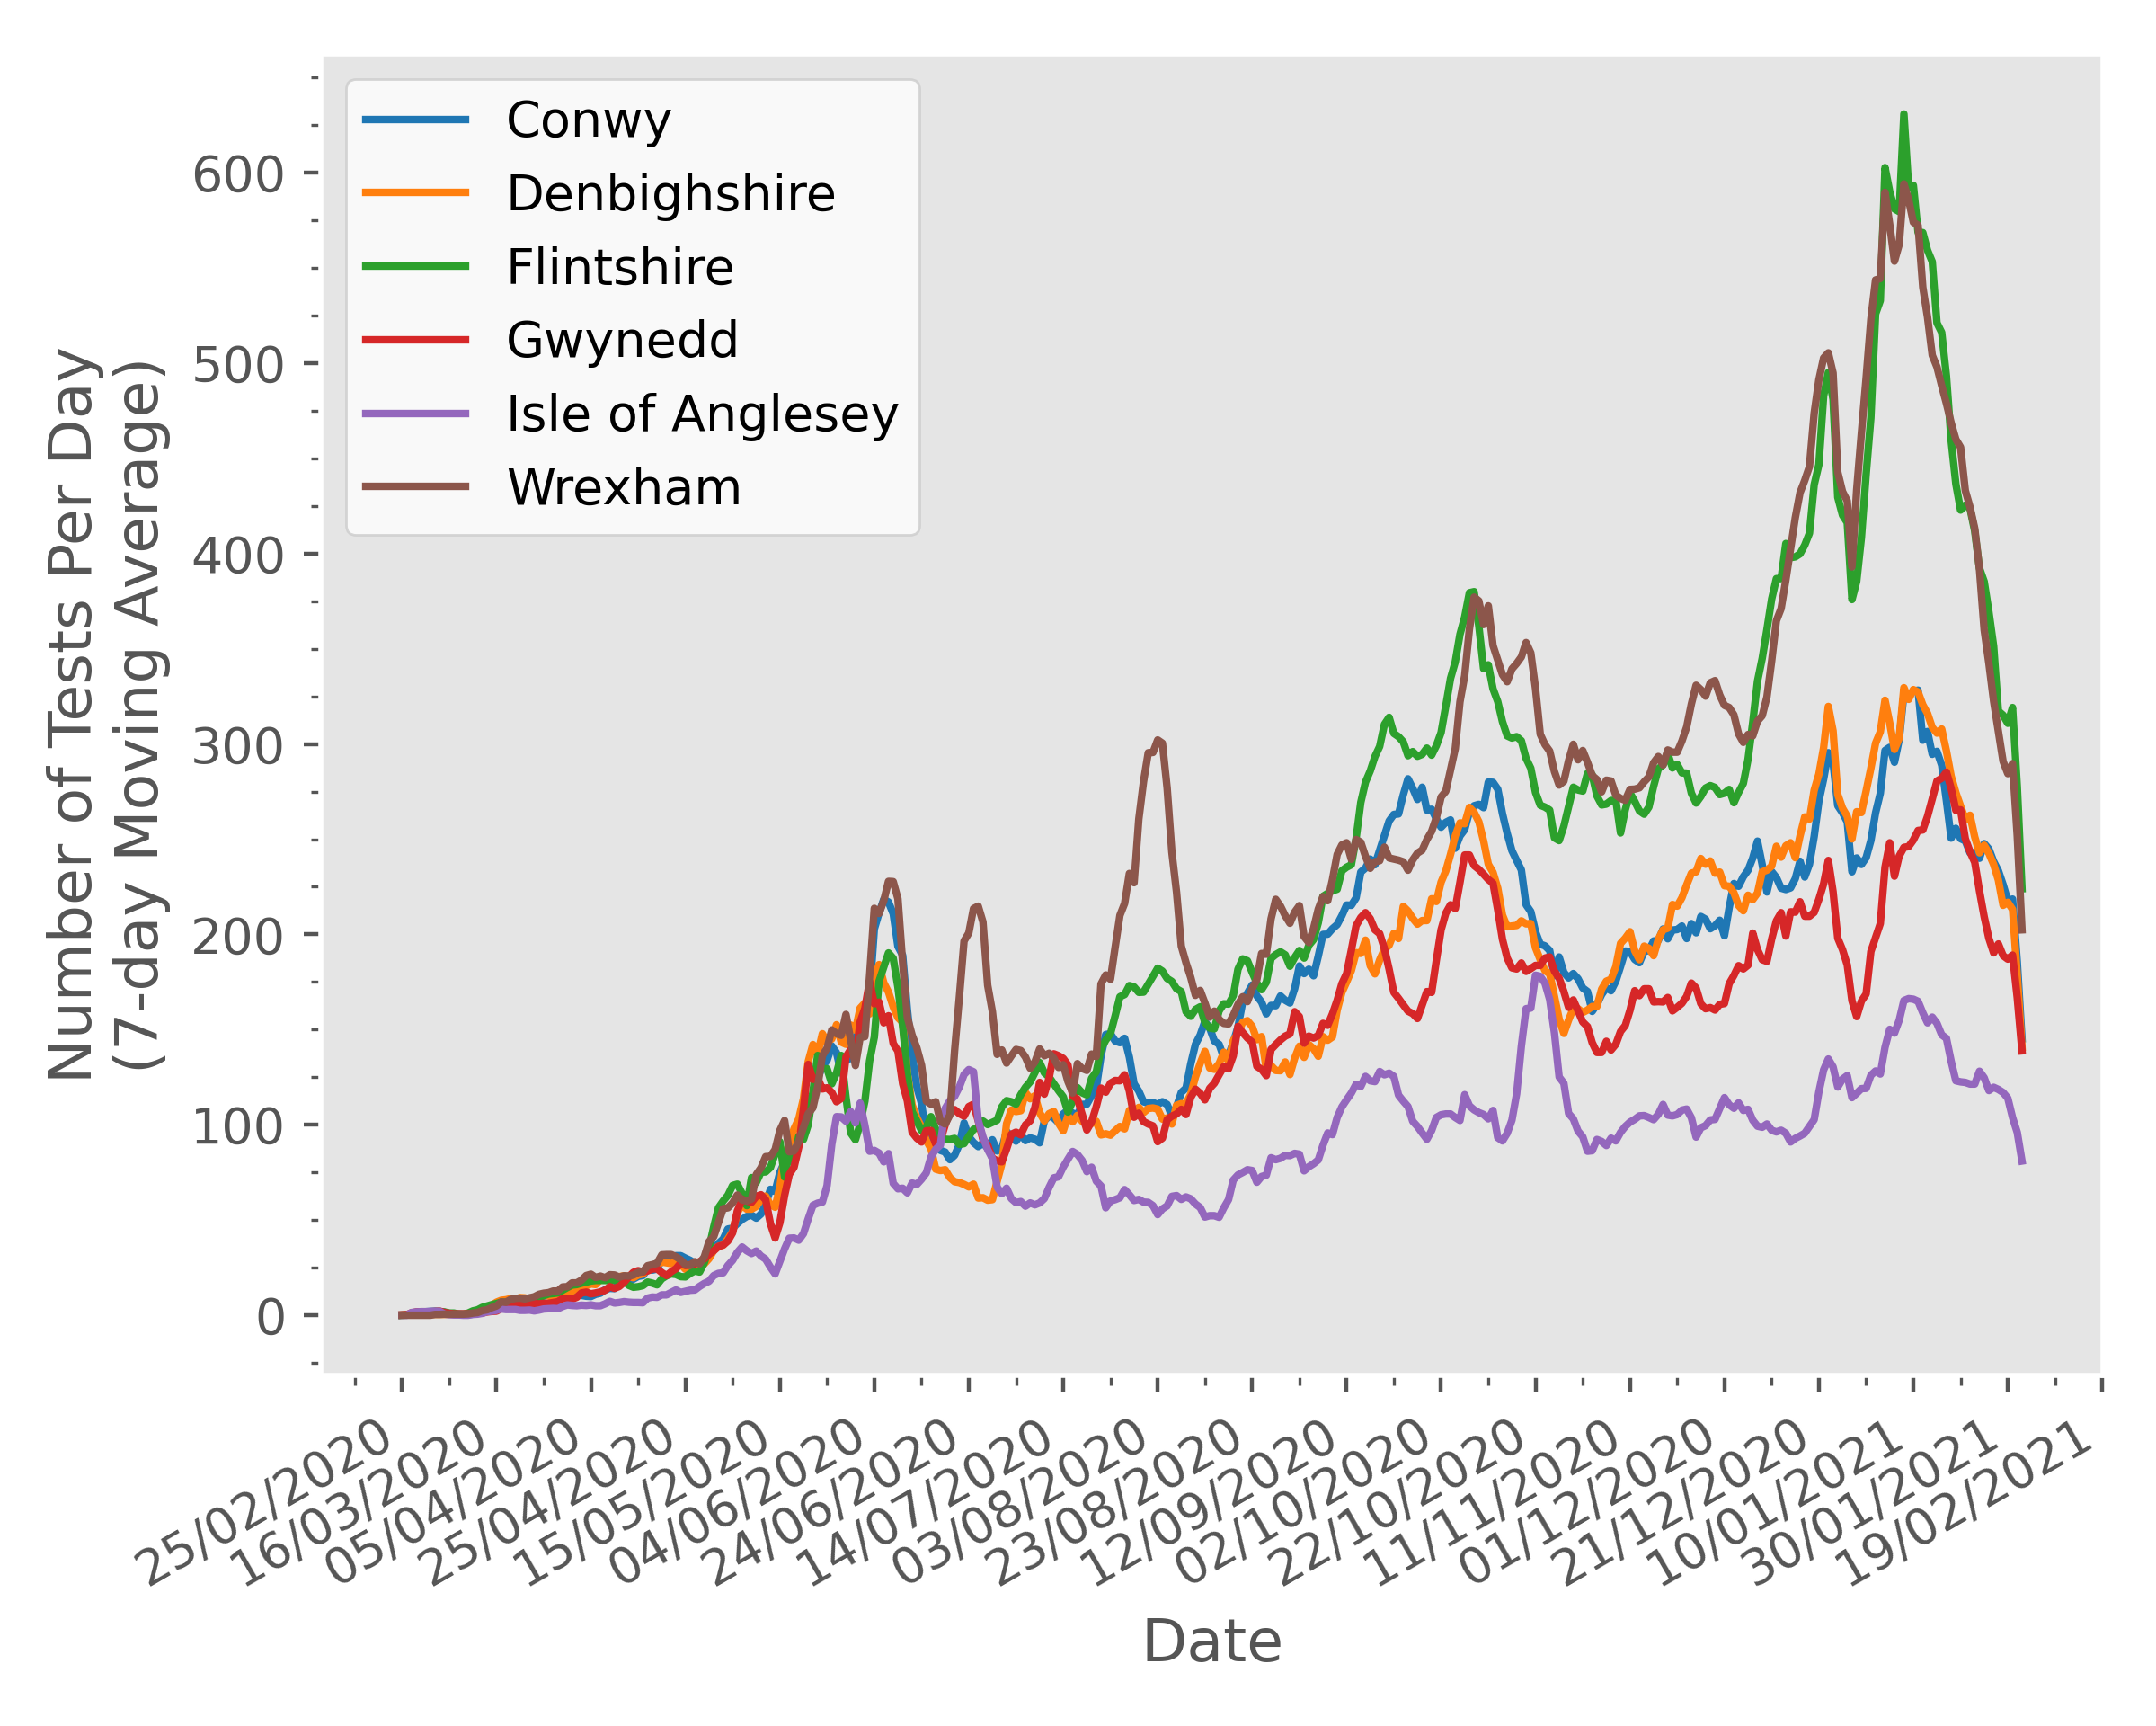 Conwy
Denbighshire
Flintshire
Gwynedd
Isle of Anglesey
Wrexham
Number of Tests Per Day
(7-day Moving Average)
600
500
400
300
200
100
0
25/02/2020
16/03/2020
05/04/2020
25/04/2020
15/05/2020
04/06/2020
24/06/2020
14/07/2020
03/08/2020
23/08/2020
12/09/2020
02/10/2020
22/10/2020
11/11/2020
01/12/2020
21/12/2020
10/01/2021
30/01/2021
19/02/2021
Date